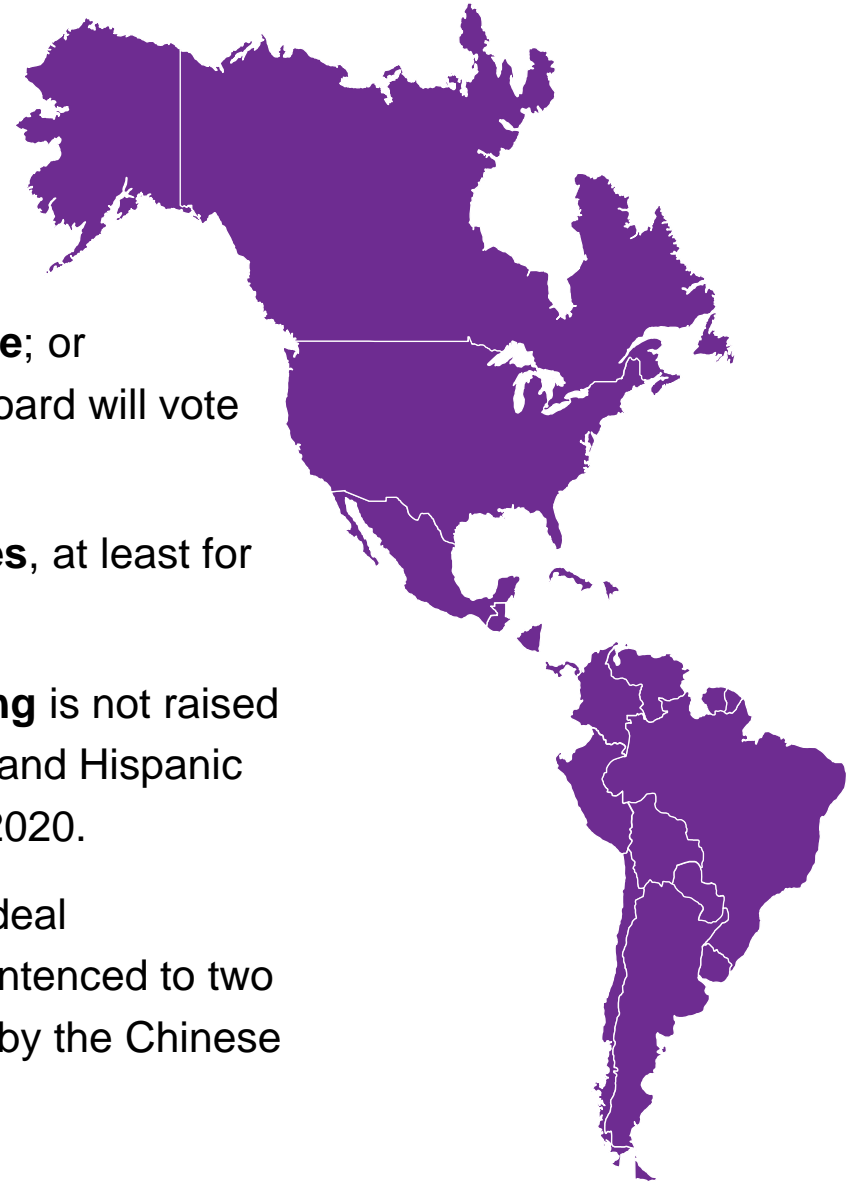 e; or
oard will vote
es, at least for
ng is not raised
and Hispanic
2020.
deal
ntenced to two
by the Chinese